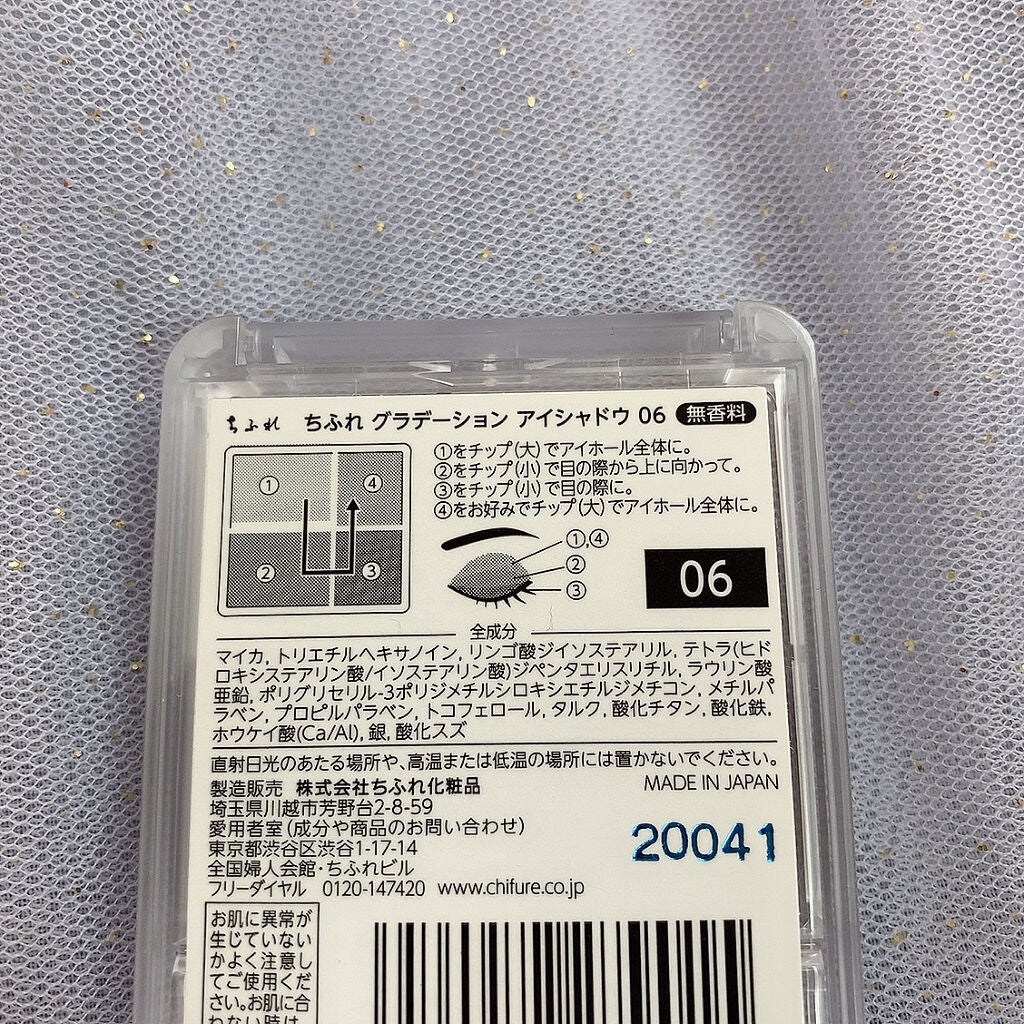 ちふれ ちふれ グラデーション アイシャドウ 06 無香料
① ④
② ③
①をチップ(大)でアイホール全体に。
②をチップ(小)で目の際から上に向かって。
③をチップ(小)で目の際に。
④をお好みでチップ(大)でアイホール全体に。
①,④
②
③
06
全成分
マイカ, トリエチルヘキサノイン, リンゴ酸ジイソステアリル, テトラ(ヒド
ロキシステアリン酸/イソステアリン酸)ジペンタエリスリチル, ラウリン酸
亜鉛, ポリグリセリル-3ポリジメチルシロキシエチルジメチコン, メチルパ
ラベン, プロピルパラベン, トコフェロール, タルク, 酸化チタン, 酸化鉄,
ホウケイ酸(Ca/Al), 銀, 酸化スズ
直射日光のあたる場所や、高温または低温の場所には置かないでください。
製造販売 株式会社ちふれ化粧品 MADE IN JAPAN
埼玉県川越市芳野台2-8-59
愛用者室(成分や商品のお問い合わせ)
東京都渋谷区渋谷1-17-14
全国婦人会館・ちふれビル
フリーダイヤル 0120-147420 www.chifure.co.jp
20041
お肌に異常が
生じていない
かよく注意し
てご使用くだ
さい。お肌に合
わない時は